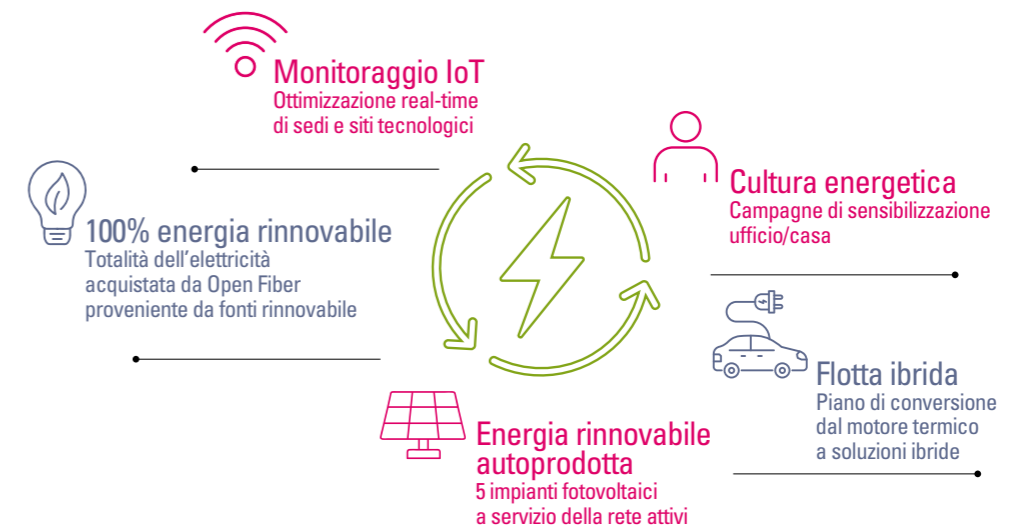 Monitoraggio IoT
Ottimizzazione real-time
di sedi e siti tecnologici
Cultura energetica
Campagne di sensibilizzazione
ufficio/casa
100% energia rinnovabile
Totalità dell’elettricità
acquistata da Open Fiber
proveniente da fonti rinnovabile
Flotta ibrida
Piano di conversione
dal motore termico
a soluzioni ibride
Energia rinnovabile
autoprodotta
5 impianti fotovoltaici
a servizio della rete attivi